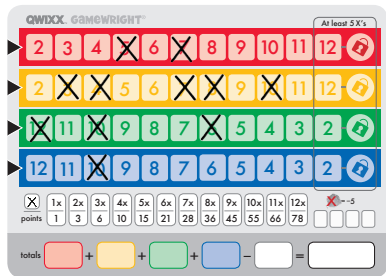 QWIXX. GAMEWRIGHT®
At least 5 X's
2 3 4 5 6 7 8 9 10 11 12
2 3 4 5 6 7 8 9 10 11 12
12 11 10 9 8 7 6 5 4 3 2
12 11 10 9 8 7 6 5 4 3 2
X 1x 2x 3x 4x 5x 6x 7x 8x 9x 10x 11x 12x X = -5
points 1 3 6 10 15 21 28 36 45 55 66 78
totals + + + - =